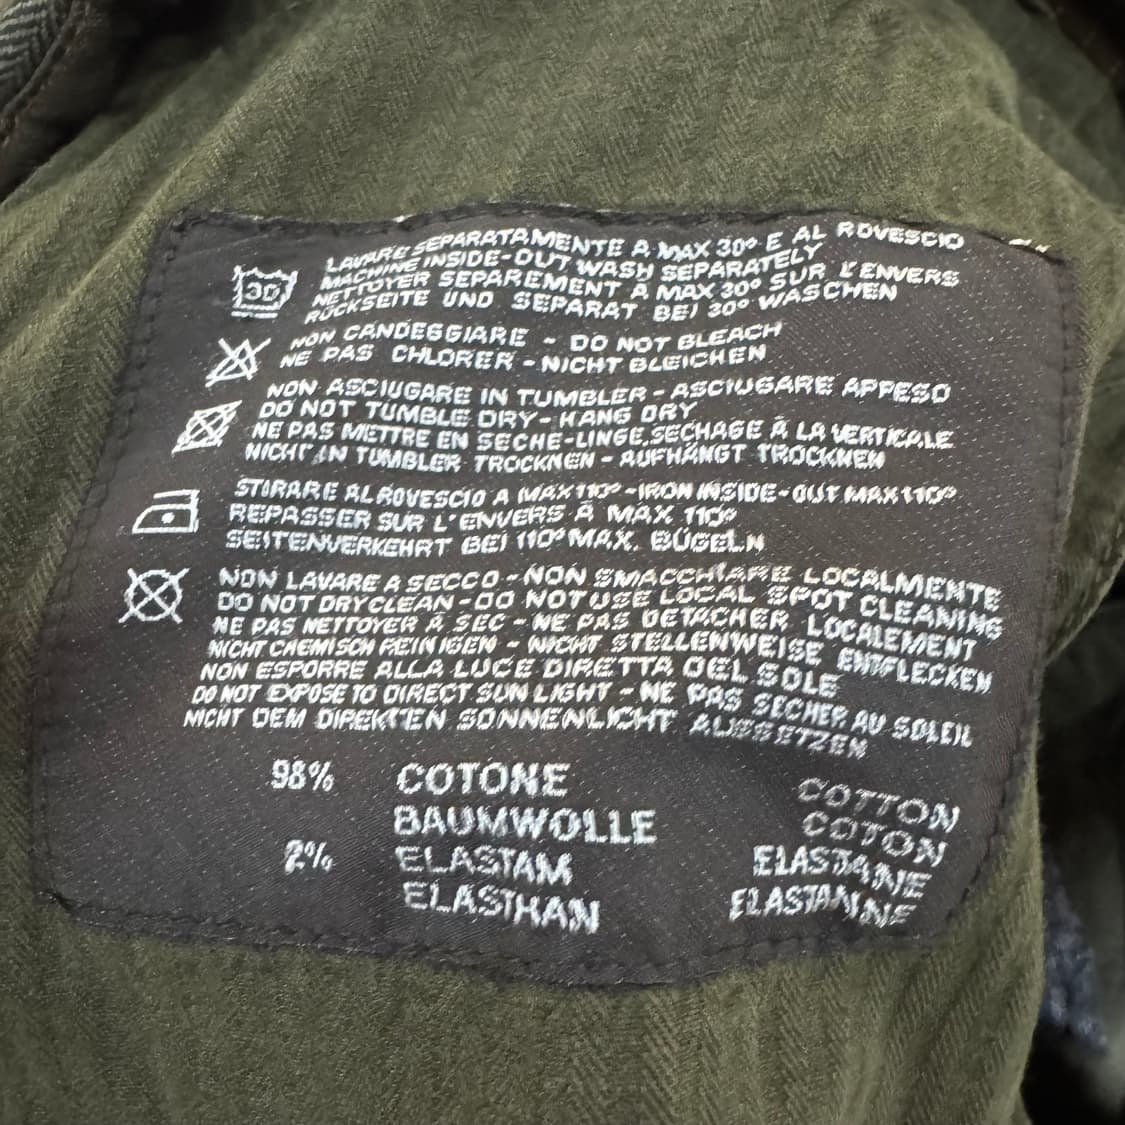 30
LAVARE SEPARATAMENTE A MAX 30° E AL ROVESCIO
MACHINE INSIDE-OUT WASH SEPARATELY
NETTOYER SEPAREMENT A MAX 30° SUR L'ENVERS
RÜCKSEITE UND SEPARAT BEI 30° WASCHEN
NON CANDEGGIARE - DO NOT BLEACH
NE PAS CHLORER - NICHT BLEICHEN
NON ASCIUGARE IN TUMBLER - ASCIUGARE APPESO
DO NOT TUMBLE DRY - HANG DRY
NE PAS METTRE EN SECHE-LINGE, SECHAGE À LA VERTICALE
NICHT IN TUMBLER TROCKNEN - AUFHÄNGT TROCKNEN
STIRARE AL ROVESCIO A MAX 110° - IRON INSIDE-OUT MAX 110°
REPASSER SUR L'ENVERS À MAX 110°
SEITENVERKEHRT BEI 110° MAX. BÜGELN
NON LAVARE A SECCO - NON SMACCHIARE LOCALMENTE
DO NOT DRYCLEAN - DO NOT USE LOCAL SPOT CLEANING
NE PAS NETTOYER À SEC - NE PAS DETACHER LOCALEMENT
NICHT CHEMISCH REINIGEN - NICHT STELLENWEISE ENTFLECKEN
NON ESPORRE ALLA LUCE DIRETTA DEL SOLE
DO NOT EXPOSE TO DIRECT SUN LIGHT - NE PAS SECHER AU SOLEIL
NICHT DEM DIREKTEN SONNENLICHT AUSSETZEN
98% COTONE COTTON
BAUMWOLLE COTON
2% ELASTAM ELASTANE
ELASTHAN ELASTANNE